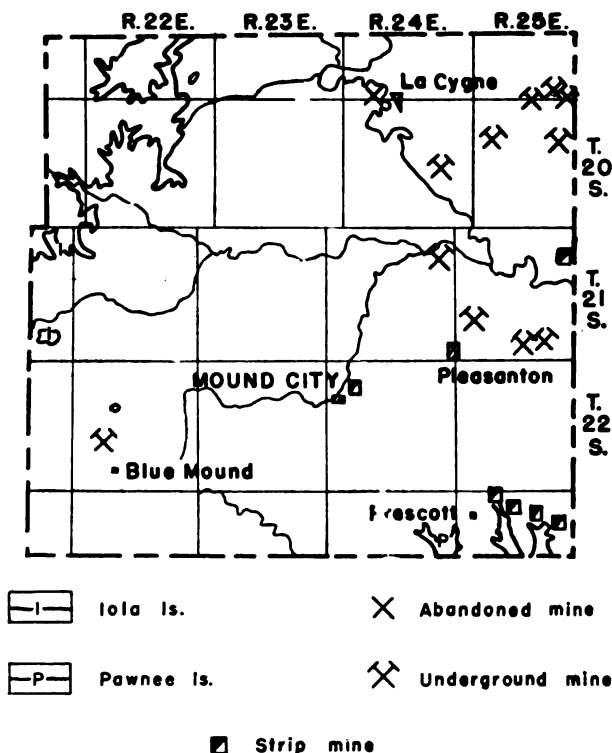 R.22E. R.23E. R.24E. R.25E.
La Cygne
T. 20 S.
I
T. 21 S.
MOUND CITY
Pleasanton
T. 22 S.
Blue Mound
Prescott
P
I Iola ls.
Abandoned mine
P Pawnee ls.
Underground mine
Strip mine